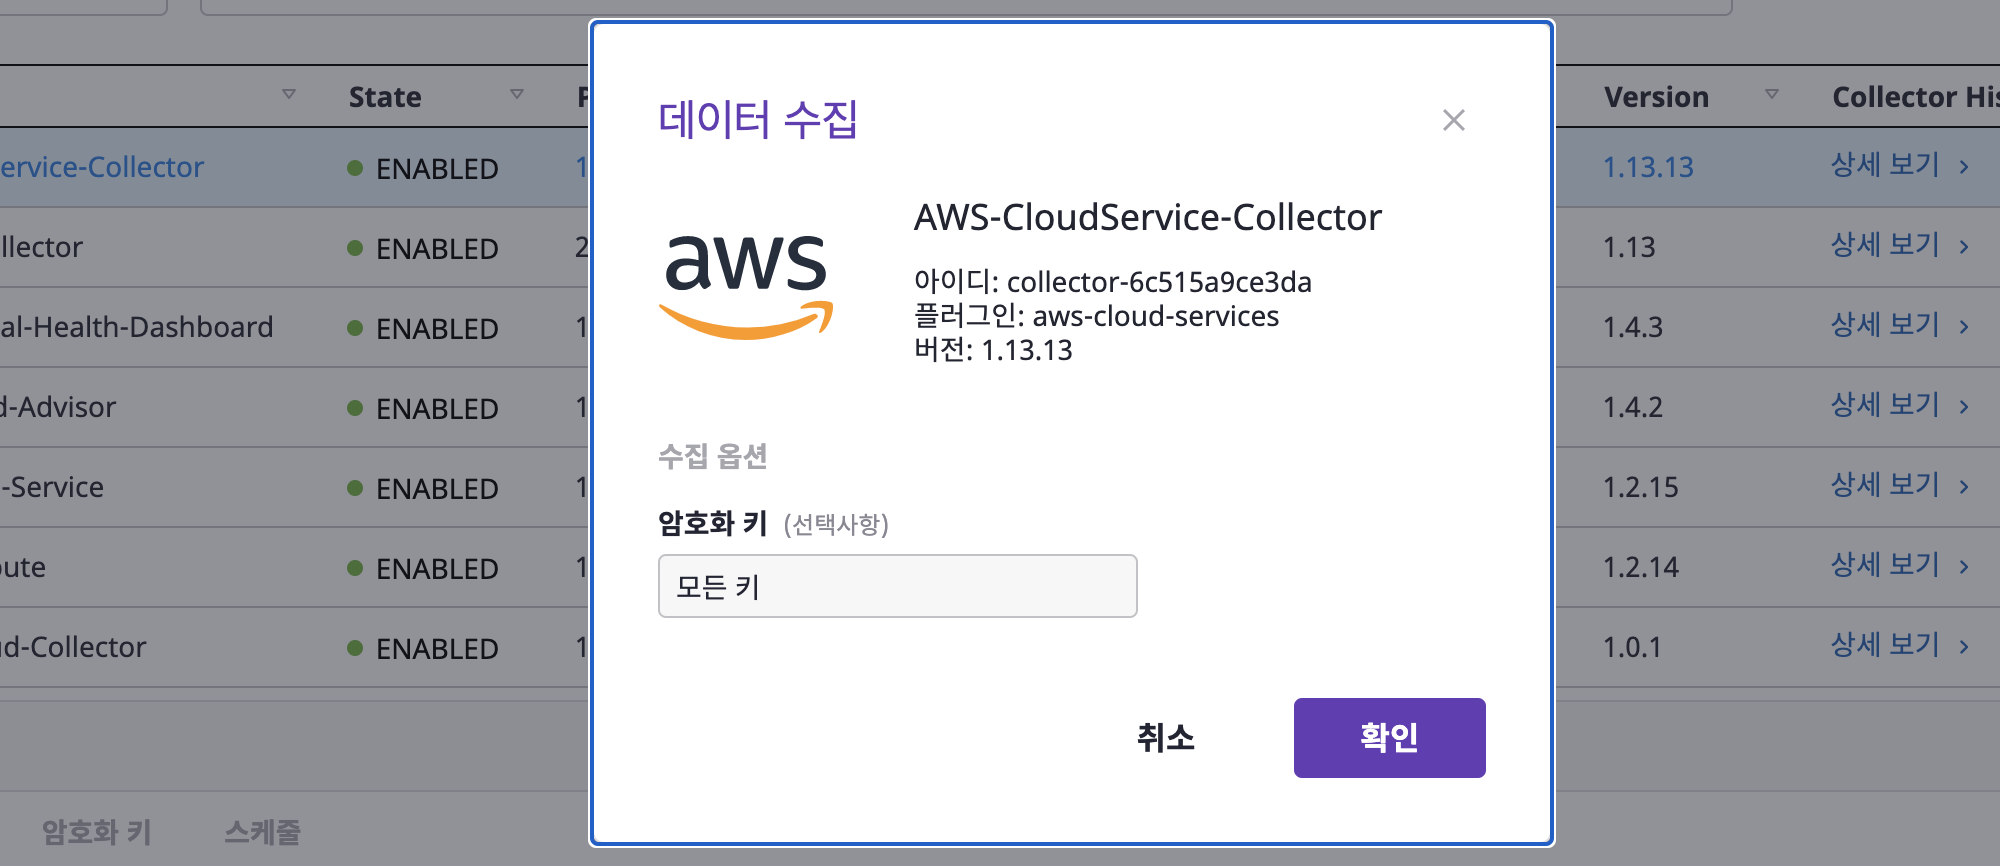 State
Version
Collector His
데이터 수집
ervice-Collector
ENABLED
1.13.13
상세 보기
AWS-CloudService-Collector
aws
아이디: collector-6c515a9ce3da
플러그인: aws-cloud-services
버전: 1.13.13
llector
ENABLED
2
1.13
상세 보기
al-Health-Dashboard
ENABLED
1
1.4.3
상세 보기
d-Advisor
ENABLED
1
1.4.2
상세 보기
수집 옵션
-Service
ENABLED
1
1.2.15
상세 보기
암호화 키 (선택사항)
모든 키
oute
ENABLED
1
1.2.14
상세 보기
ud-Collector
ENABLED
1
1.0.1
상세 보기
취소
확인
암호화 키
스케줄